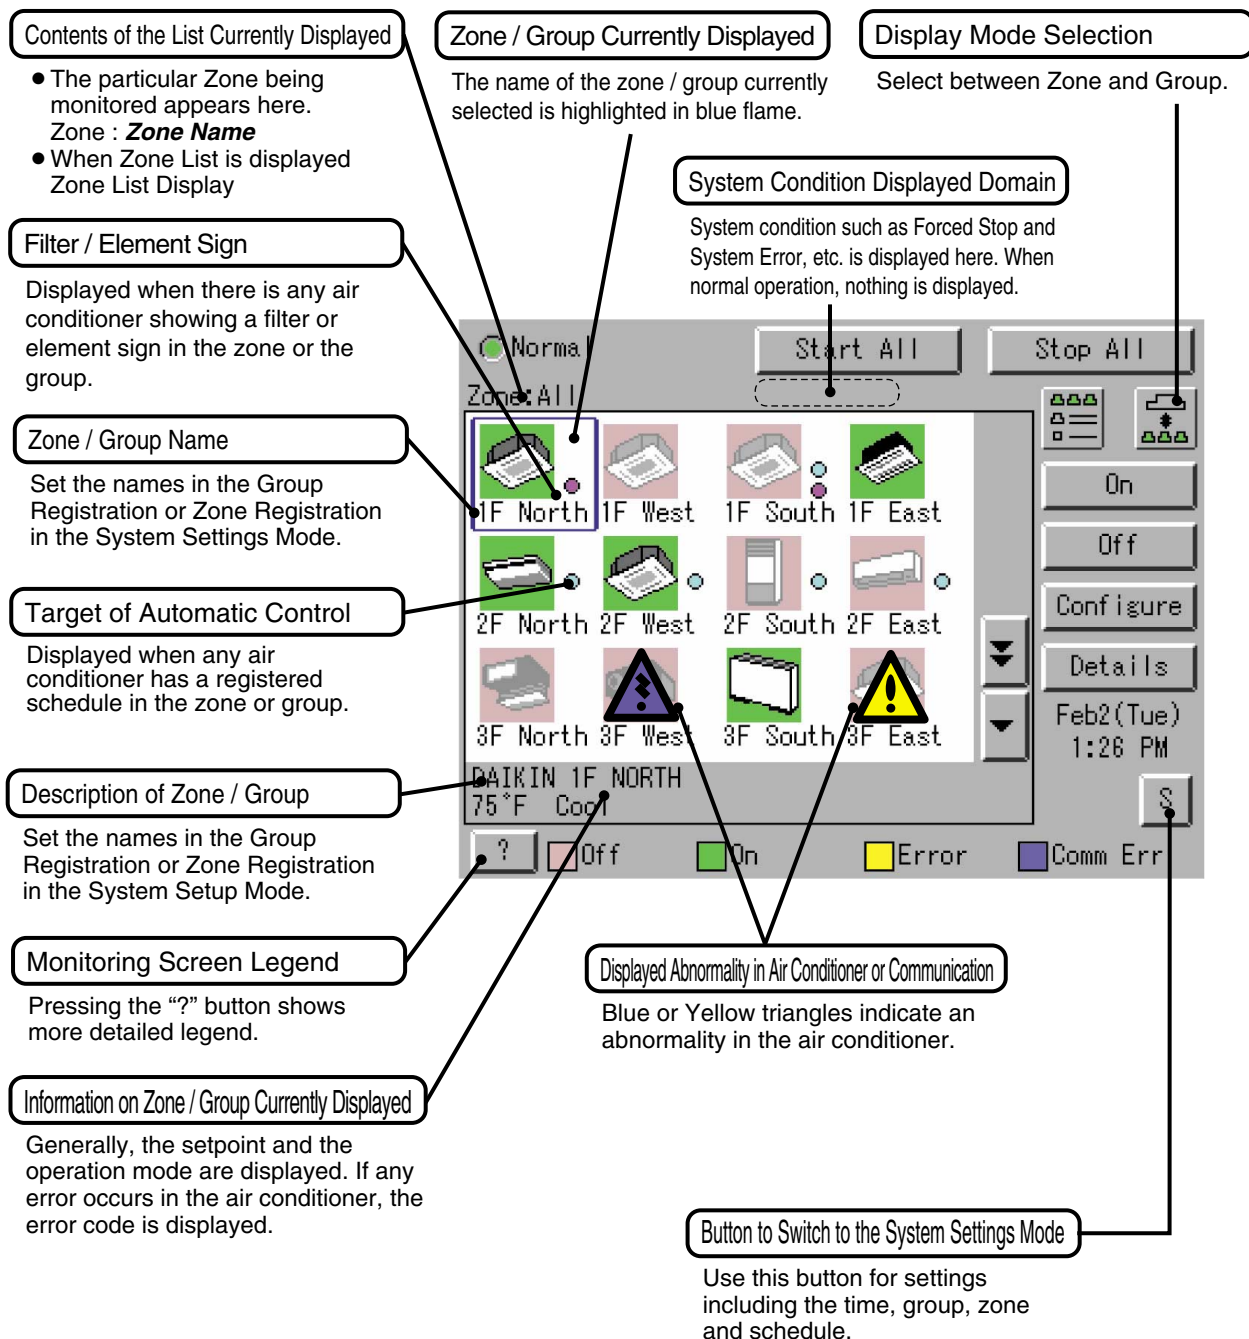 Contents of the List Currently Displayed
● The particular Zone being
monitored appears here.
Zone : Zone Name
● When Zone List is displayed
Zone List Display
Zone / Group Currently Displayed
The name of the zone / group currently
selected is highlighted in blue flame.
Display Mode Selection
Select between Zone and Group.
System Condition Displayed Domain
System condition such as Forced Stop and
System Error, etc. is displayed here. When
normal operation, nothing is displayed.
Filter / Element Sign
Displayed when there is any air
conditioner showing a filter or
element sign in the zone or the
group.
Zone / Group Name
Set the names in the Group
Registration or Zone Registration
in the System Settings Mode.
Target of Automatic Control
Displayed when any air
conditioner has a registered
schedule in the zone or group.
Description of Zone / Group
Set the names in the Group
Registration or Zone Registration
in the System Setup Mode.
Monitoring Screen Legend
Pressing the “?” button shows
more detailed legend.
Information on Zone / Group Currently Displayed
Generally, the setpoint and the
operation mode are displayed. If any
error occurs in the air conditioner, the
error code is displayed.
Normal
Start All
Stop All
Zone:All
1F North
1F West
1F South
1F East
2F North
2F West
2F South
2F East
3F North
3F West
3F South
3F East
On
Off
Configure
Details
Feb2(Tue)
1:26 PM
S
DAIKIN 1F NORTH
75°F Cool
?
Off
On
Error
Comm Err
Displayed Abnormality in Air Conditioner or Communication
Blue or Yellow triangles indicate an
abnormality in the air conditioner.
Button to Switch to the System Settings Mode
Use this button for settings
including the time, group, zone
and schedule.